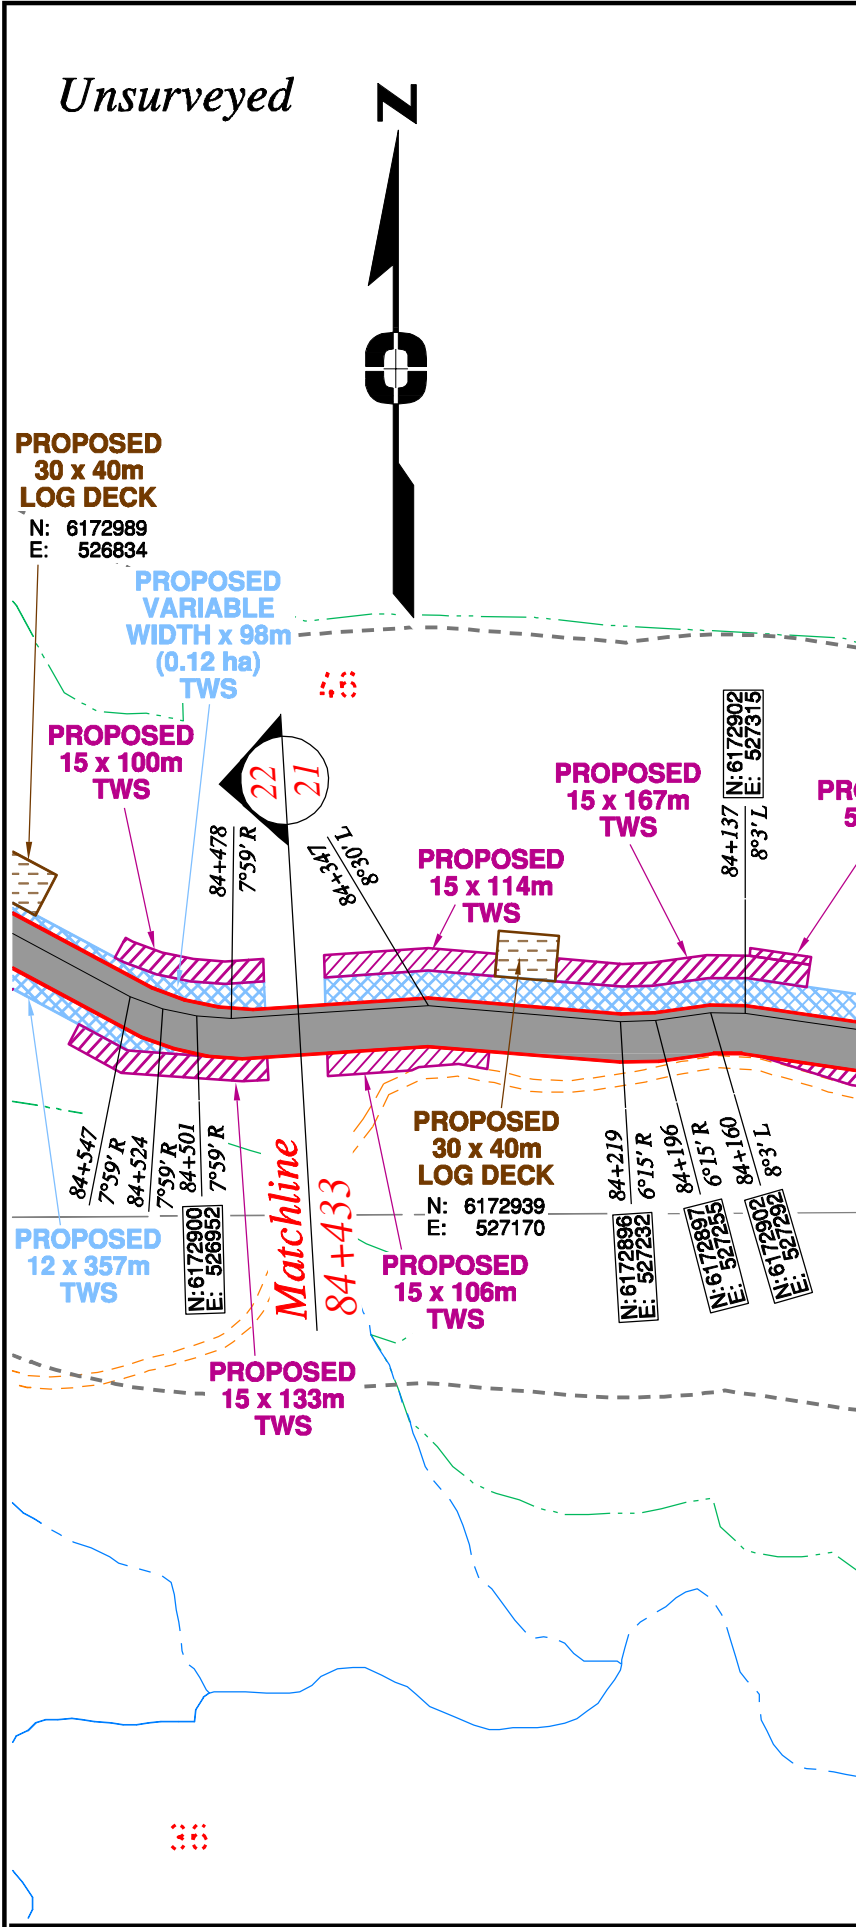 Unsurveyed
N
PROPOSED
30 x 40m
LOG DECK
N: 6172989
E: 526834
PROPOSED
VARIABLE
WIDTH x 98m
(0.12 ha)
TWS
46
PROPOSED
15 x 100m
TWS
22
21
84+478
7°59' R
84+347
8°30' L
PROPOSED
15 x 114m
TWS
PROPOSED
15 x 167m
TWS
N: 6172902
E: 527315
84+137
8°3' L
PR
5
84+547
7°59' R
84+524
7°59' R
84+501
7°59' R
N: 6172900
E: 526952
PROPOSED
12 x 357m
TWS
Matchline
84+433
PROPOSED
30 x 40m
LOG DECK
N: 6172939
E: 527170
PROPOSED
15 x 106m
TWS
84+219
6°15' R
N: 6172896
E: 527232
84+196
6°15' R
N: 6172897
E: 527255
84+160
8°3' L
N: 6172902
E: 527292
PROPOSED
15 x 133m
TWS
36